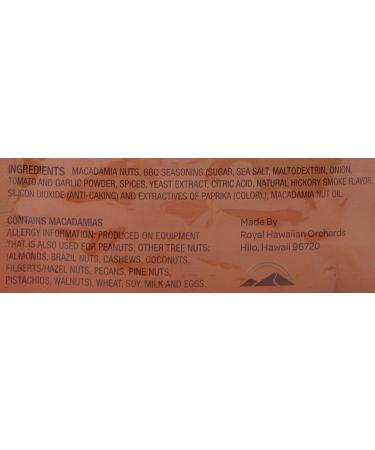 INGREDIENTS MACADAMIA NUTS, BBQ SEASONING (SUGAR, SEA SALT, MALTODEXTRIN, ONION,
TOMATO AND GARLIC POWDER, SPICES, YEAST EXTRACT, CITRIC ACID, NATURAL HICKORY SMOKE FLAVOR
SILICON DIOXIDE (ANTI-CAKING) AND EXTRACTIVES OF PAPRIKA (COLOR).), MACADAMIA NUT OIL.
CONTAINS MACADAMIAS
ALLERGY INFORMATION: PRODUCED ON EQUIPMENT
THAT IS ALSO USED FOR PEANUTS, OTHER TREE NUTS:
(ALMONDS, BRAZIL NUTS, CASHEWS, COCONUTS,
FILBERTS/HAZEL NUTS, PECANS, PINE NUTS,
PISTACHIOS, WALNUTS), WHEAT, SOY, MILK AND EGGS.
Made By
Royal Hawaiian Orchards
Hilo, Hawaii 96720